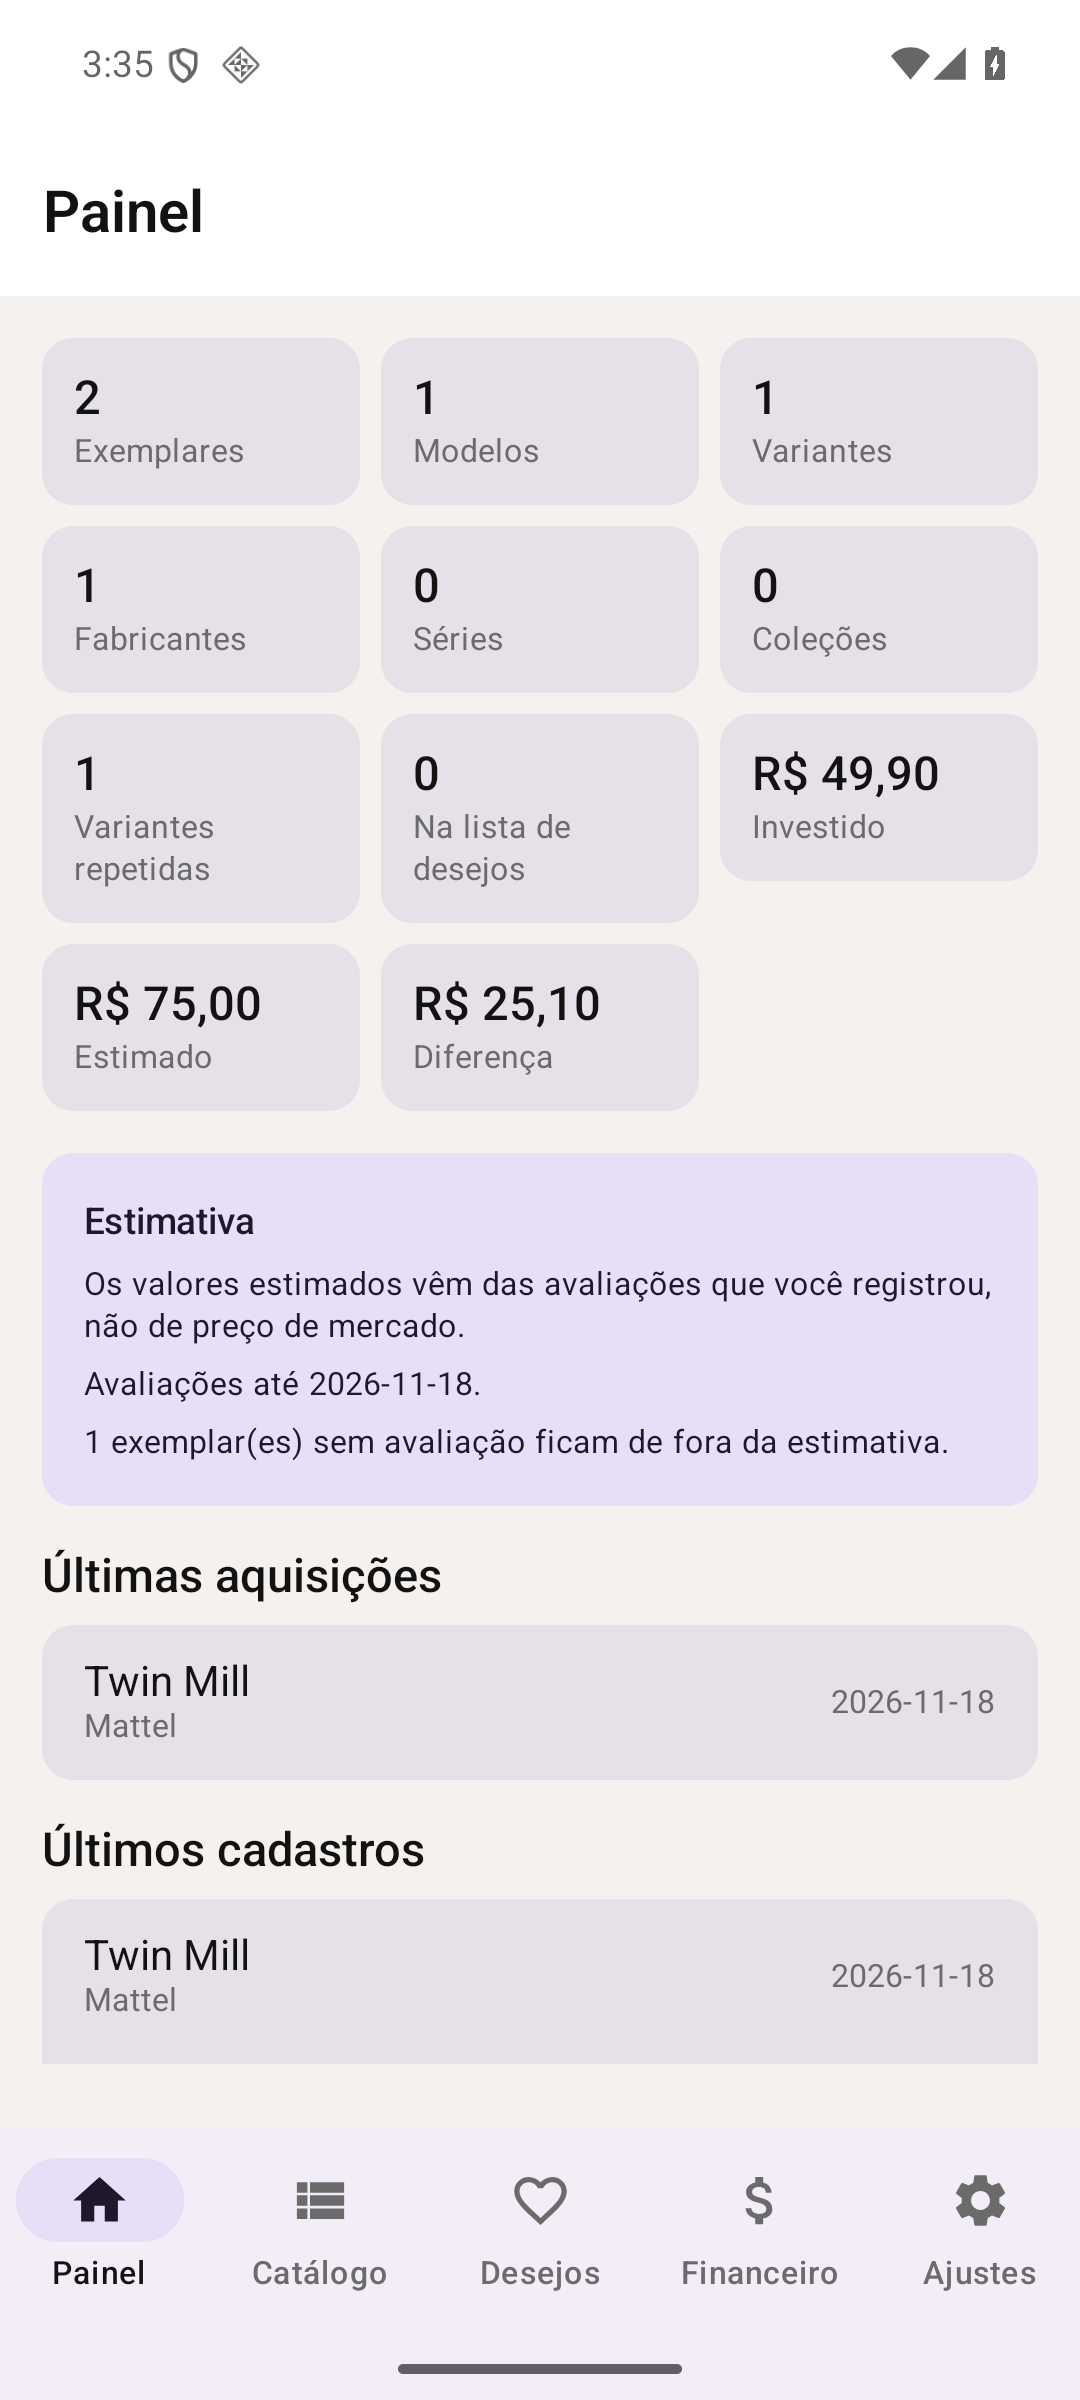 3:35
Painel
2
Exemplares
1
Modelos
1
Variantes
1
Fabricantes
0
Séries
0
Coleções
1
Variantes
repetidas
0
Na lista de
desejos
R$ 49,90
Investido
R$ 75,00
Estimado
R$ 25,10
Diferença
Estimativa
Os valores estimados vêm das avaliações que você registrou,
não de preço de mercado.
Avaliações até 2026-11-18.
1 exemplar(es) sem avaliação ficam de fora da estimativa.
Últimas aquisições
Twin Mill
Mattel
2026-11-18
Últimos cadastros
Twin Mill
Mattel
2026-11-18
Painel
Catálogo
Desejos
Financeiro
Ajustes